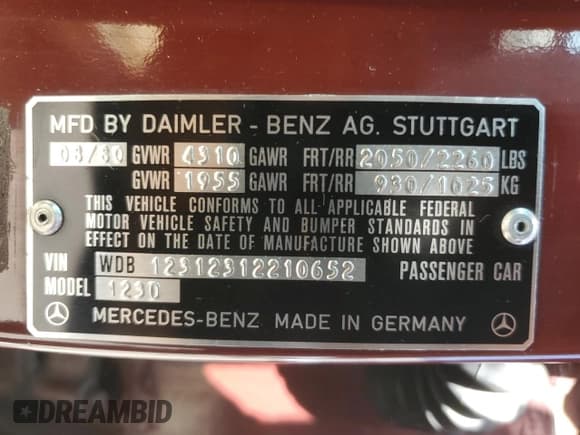 MFD BY DAIMLER - BENZ AG. STUTTGART
03/80 GVWR 4310 GAWR FRT/RR 2050/2260 LBS
GVWR 1955 GAWR FRT/RR 930/1025 KG
THIS VEHICLE CONFORMS TO ALL APPLICABLE FEDERAL
MOTOR VEHICLE SAFETY AND BUMPER STANDARDS IN
EFFECT ON THE DATE OF MANUFACTURE SHOWN ABOVE
VIN WDB 12312312210652 PASSENGER CAR
MODEL 1230
MERCEDES-BENZ MADE IN GERMANY
DREAMBID